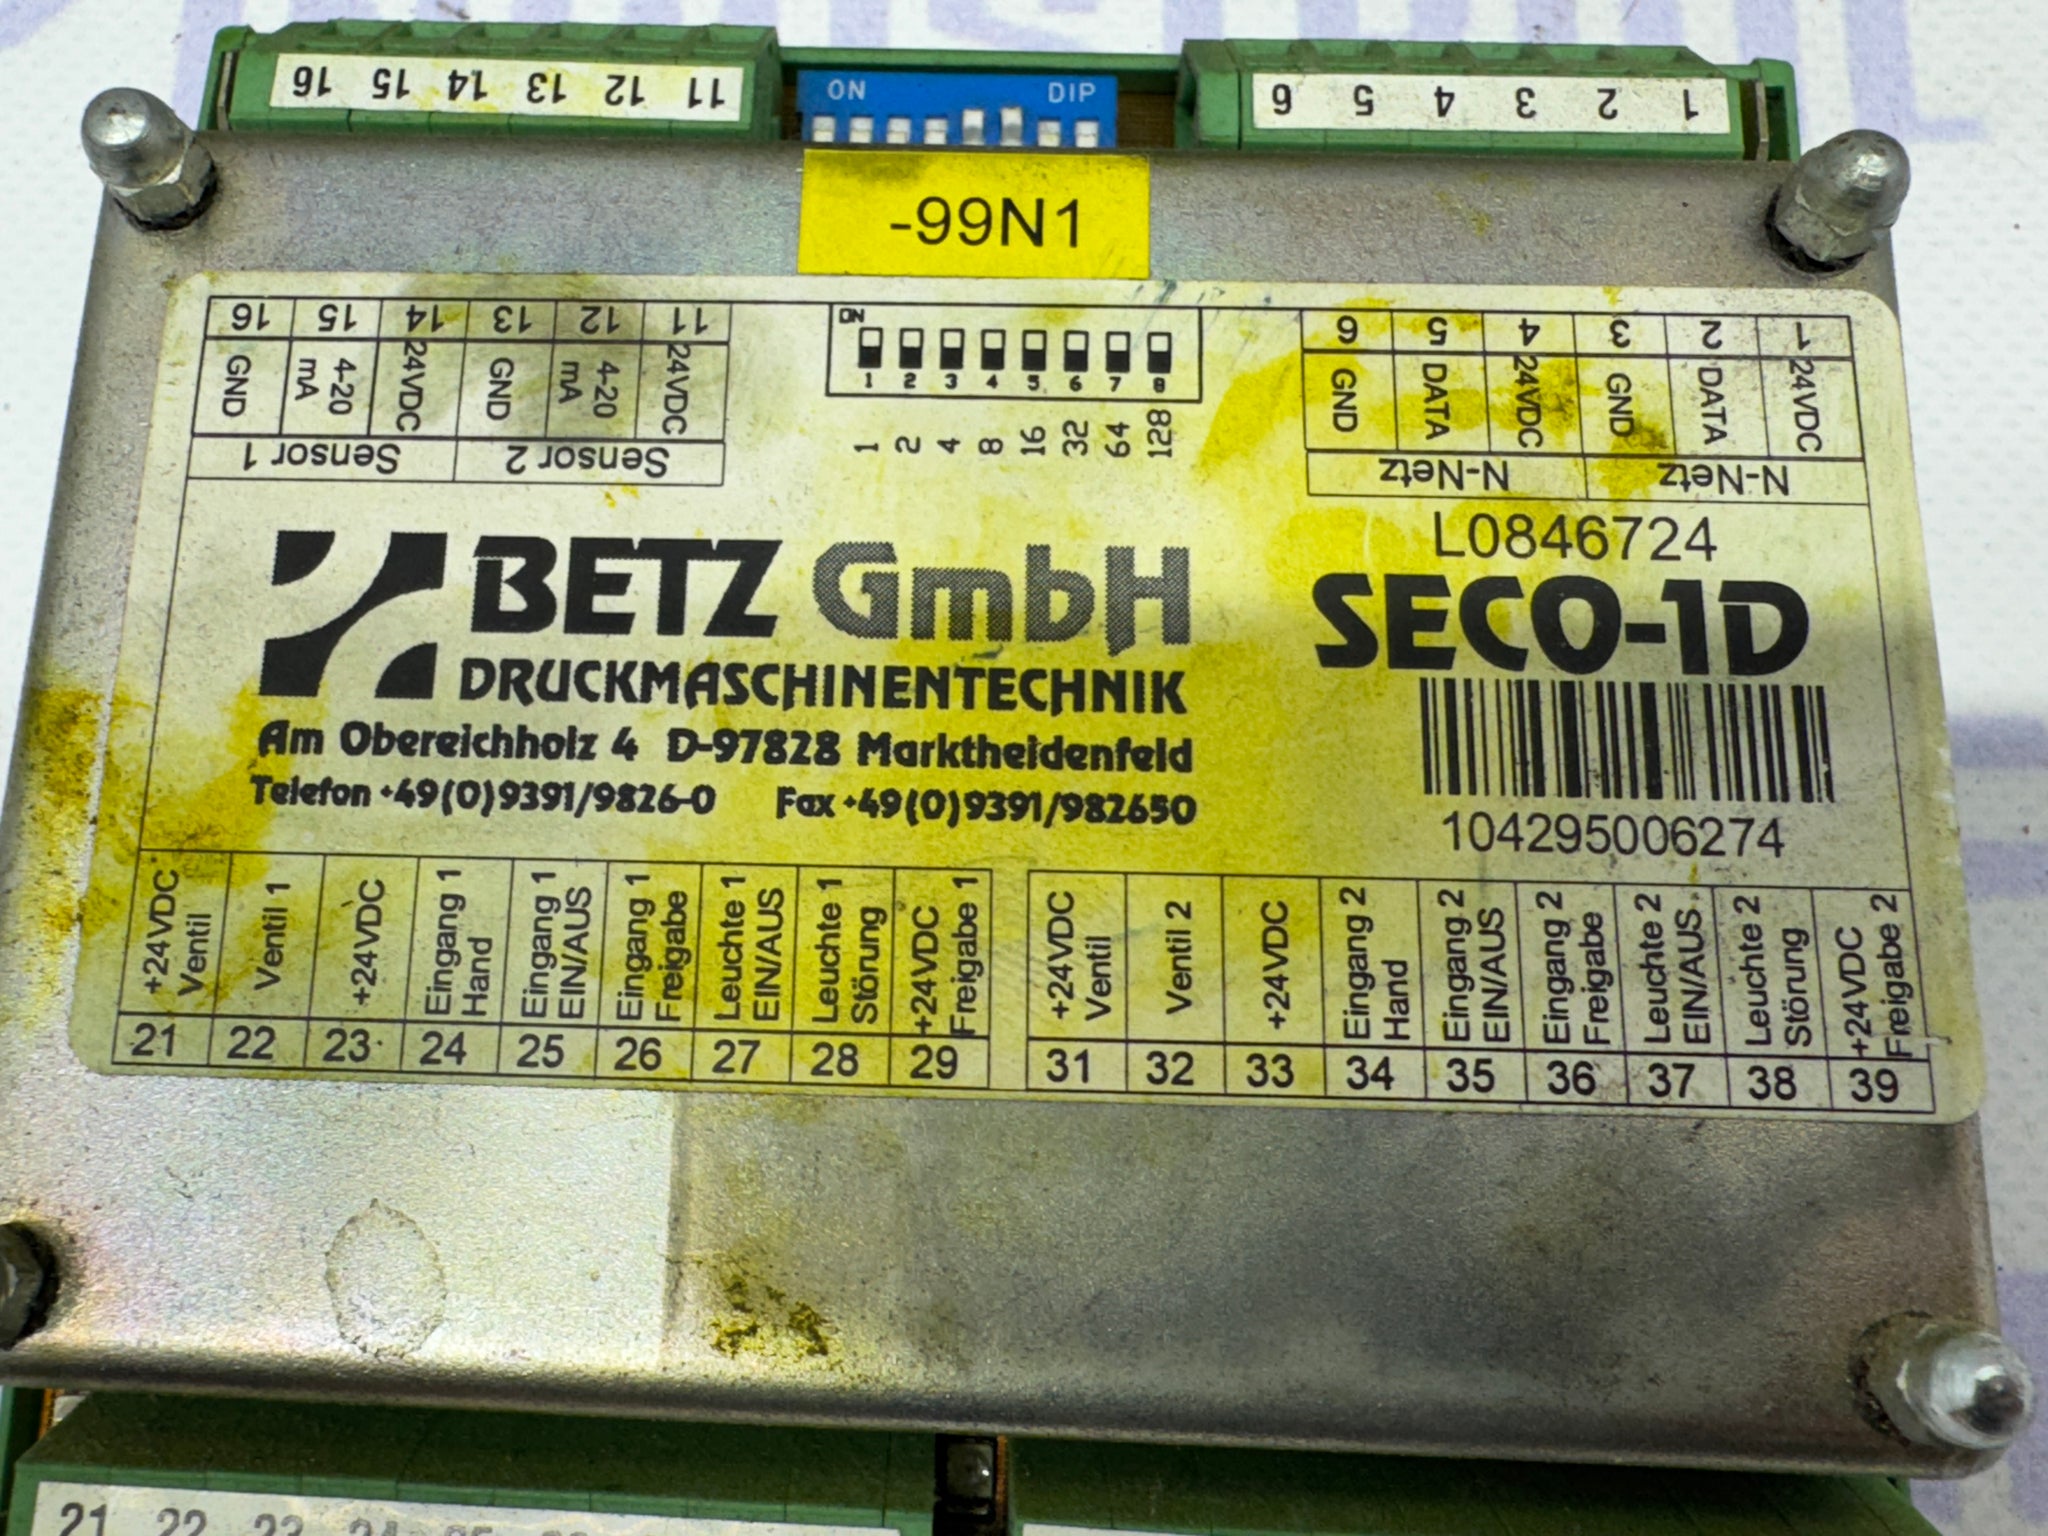 16 15 14 13 12 11
ON DIP
6 5 4 3 2 1
-99N1
16 15 14 13 12 11
GND 4-20 mA 24VDC GND 4-20 mA 24VDC
Sensor 1 Sensor 2
ON
1 2 3 4 5 6 7 8
1 2 4 8 16 32 64 128
6 5 4 3 2 1
GND DATA 24VDC GND DATA 24VDC
N-Netz N-Netz
L0846724
SECO-1D
104295006274
BETZ GmbH
DRUCKMASCHINENTECHNIK
Am Obereichholz 4 D-97828 Marktheidenfeld
Telefon +49(0)9391/9826-0 Fax +49(0)9391/982650
+24VDC Ventil
Ventil 1
+24VDC
Eingang 1 Hand
Eingang 1 EIN/AUS
Eingang 1 Freigabe
Leuchte 1 EIN/AUS
Leuchte 1 Störung
+24VDC Freigabe 1
21 22 23 24 25 26 27 28 29
+24VDC Ventil
Ventil 2
+24VDC
Eingang 2 Hand
Eingang 2 EIN/AUS
Eingang 2 Freigabe
Leuchte 2 EIN/AUS
Leuchte 2 Störung
+24VDC Freigabe 2
31 32 33 34 35 36 37 38 39
21 22 23 24